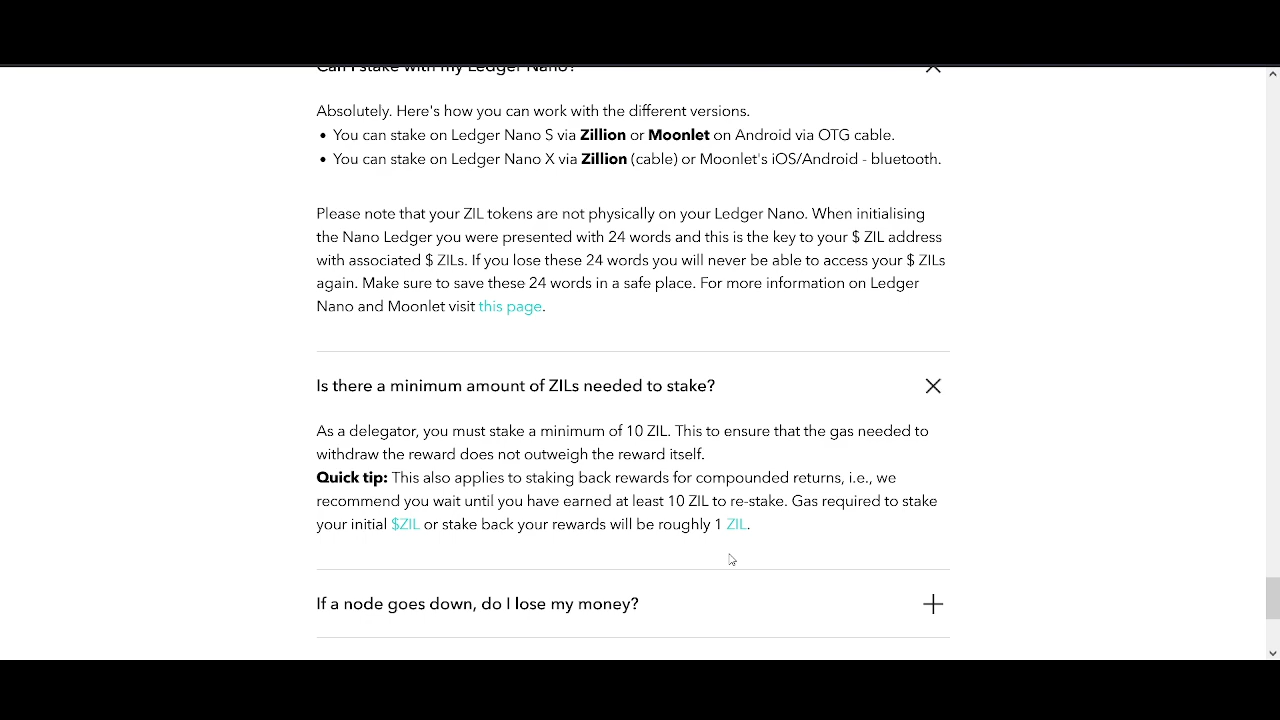 Can I stake with my Ledger Nano?
Absolutely. Here's how you can work with the different versions.
• You can stake on Ledger Nano S via Zillion or Moonlet on Android via OTG cable.
• You can stake on Ledger Nano X via Zillion (cable) or Moonlet's iOS/Android - bluetooth.
Please note that your ZIL tokens are not physically on your Ledger Nano. When initialising
the Nano Ledger you were presented with 24 words and this is the key to your $ ZIL address
with associated $ ZILs. If you lose these 24 words you will never be able to access your $ ZILs
again. Make sure to save these 24 words in a safe place. For more information on Ledger
Nano and Moonlet visit this page.
Is there a minimum amount of ZILs needed to stake?
As a delegator, you must stake a minimum of 10 ZIL. This to ensure that the gas needed to
withdraw the reward does not outweigh the reward itself.
Quick tip: This also applies to staking back rewards for compounded returns, i.e., we
recommend you wait until you have earned at least 10 ZIL to re-stake. Gas required to stake
your initial $ZIL or stake back your rewards will be roughly 1 ZIL.
If a node goes down, do I lose my money?